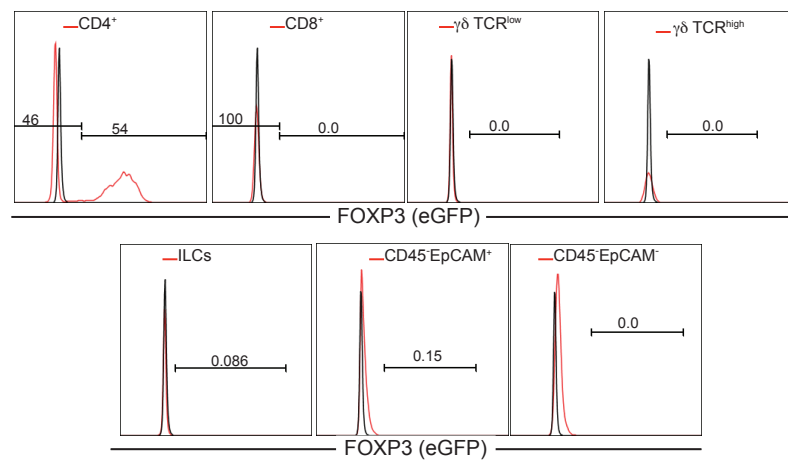 CD4⁺
CD8⁺
γδ TCRˡᵒʷ
γδ TCRʰⁱᵍʰ
46
54
100
0.0
0.0
0.0
FOXP3 (eGFP)
ILCs
CD45⁻EpCAM⁺
CD45⁻EpCAM⁻
0.086
0.15
0.0
FOXP3 (eGFP)